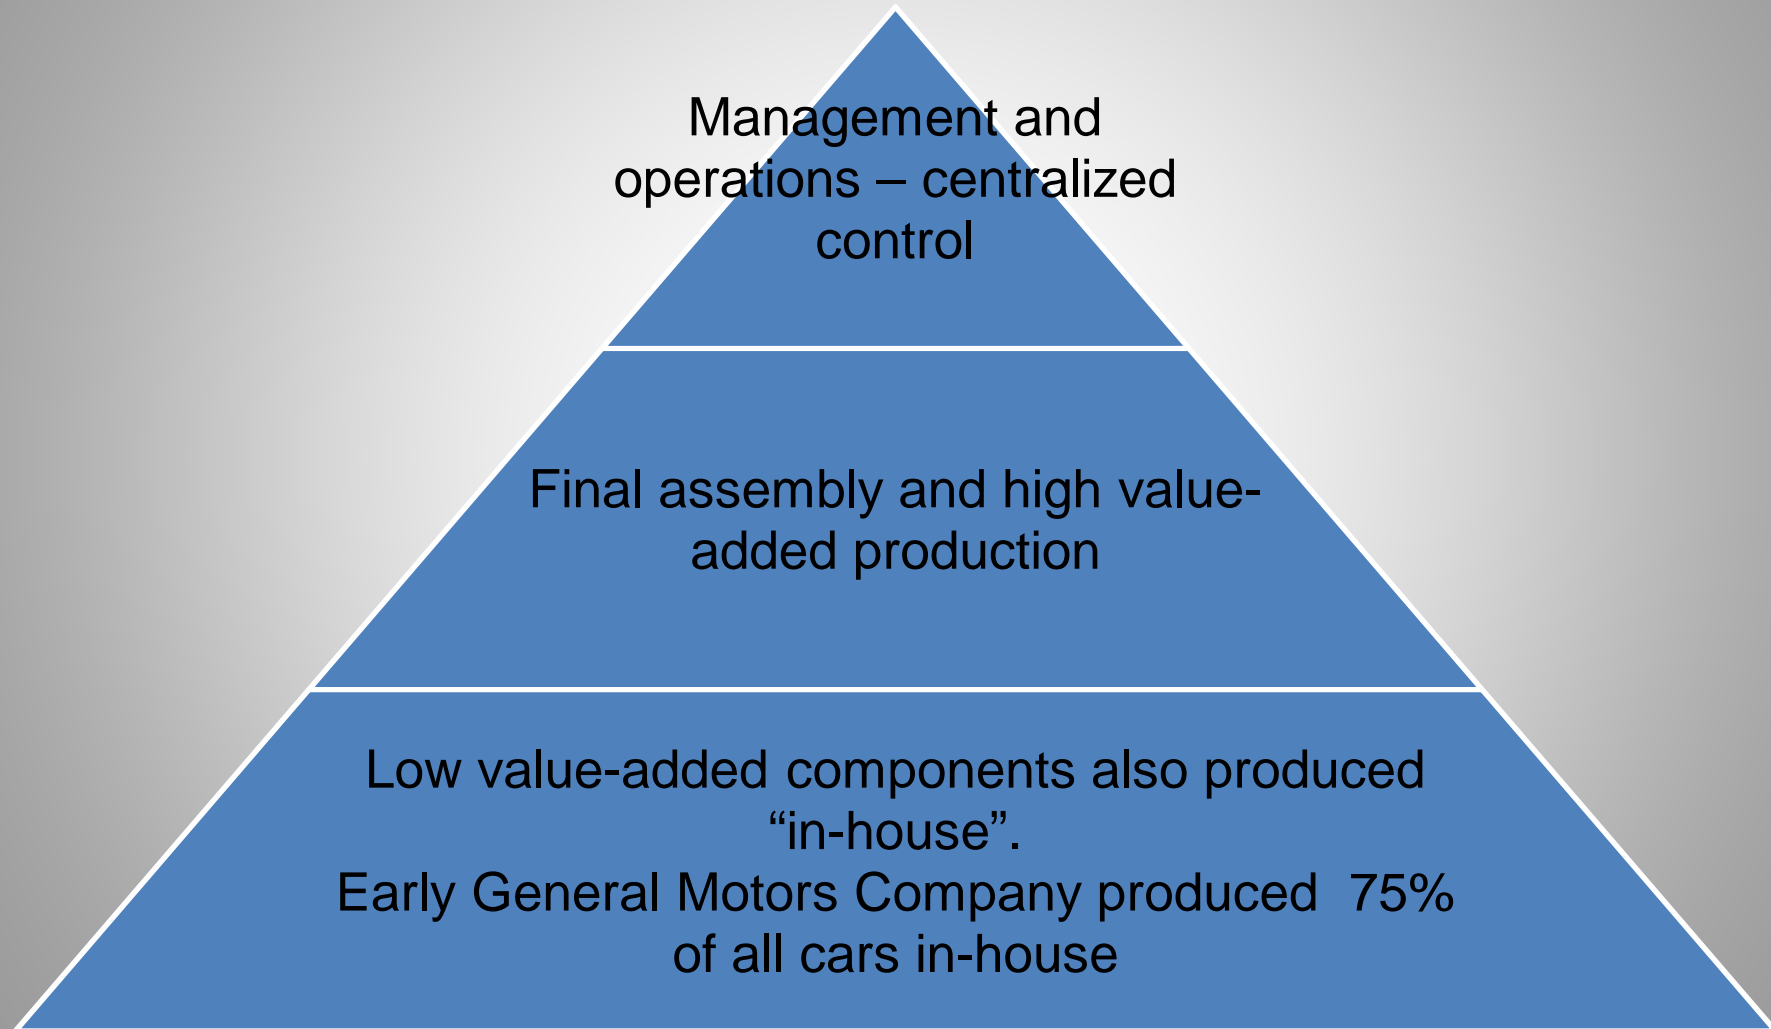 Management and
operations – centralized
control
Final assembly and high value-
added production
Low value-added components also produced
“in-house”.
Early General Motors Company produced  75%
of all cars in-house